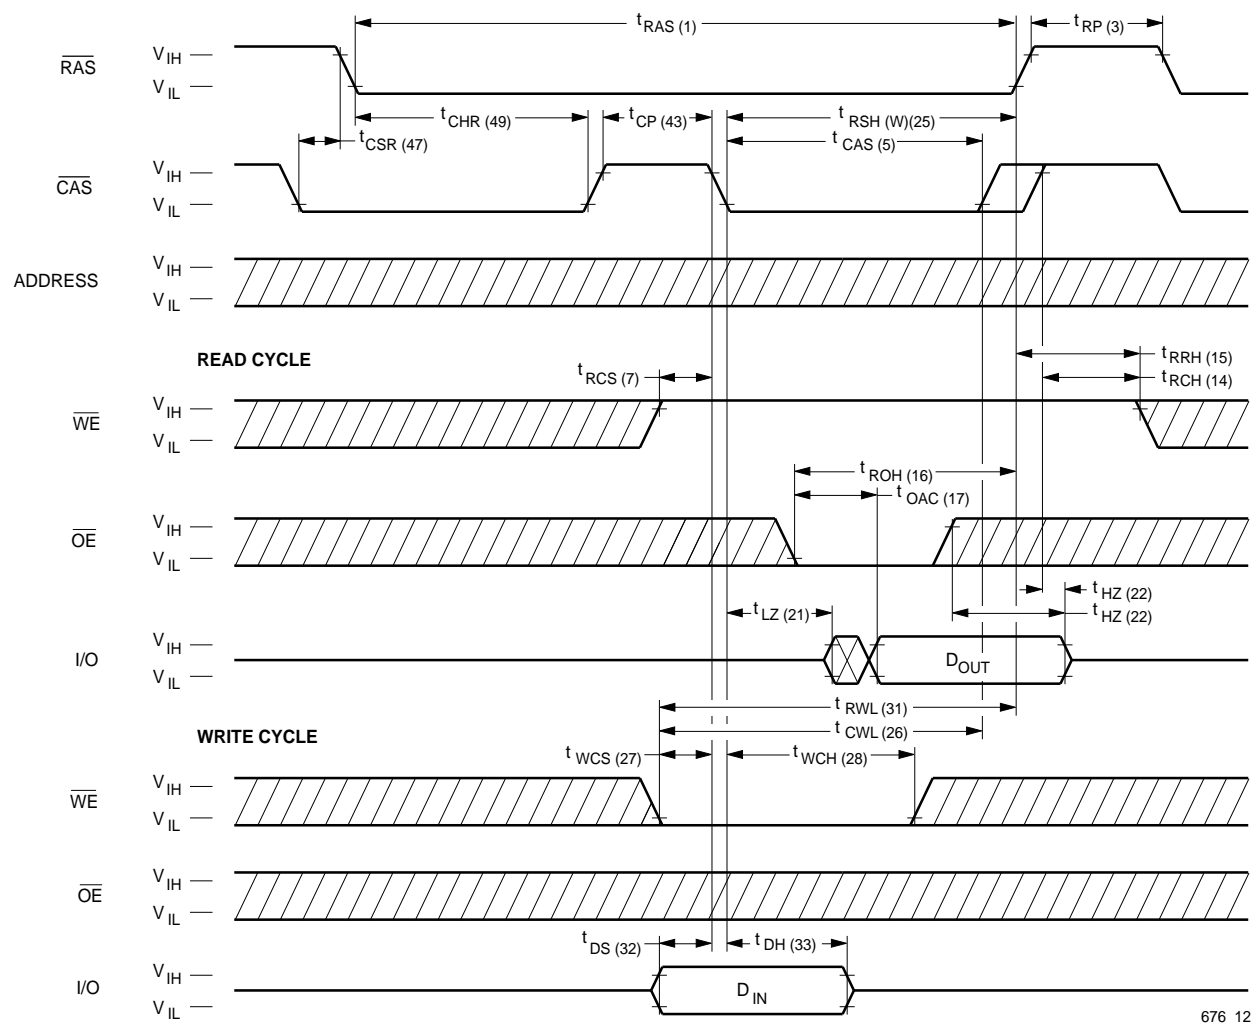 t RAS (1) t RP (3)
RAS V IH
V IL
t CHR (49) t CP (43) t RSH (W)(25)
t CSR (47) t CAS (5)
CAS V IH
V IL
ADDRESS V IH
V IL
READ CYCLE
t RRH (15)
t RCS (7) t RCH (14)
WE V IH
V IL
t ROH (16)
t OAC (17)
OE V IH
V IL
t HZ (22)
t LZ (21) t HZ (22)
I/O V IH
V IL
D OUT
t RWL (31)
WRITE CYCLE t CWL (26)
t WCS (27) t WCH (28)
WE V IH
V IL
OE V IH
V IL
t DS (32) t DH (33)
I/O V IH
V IL
D IN
676 12